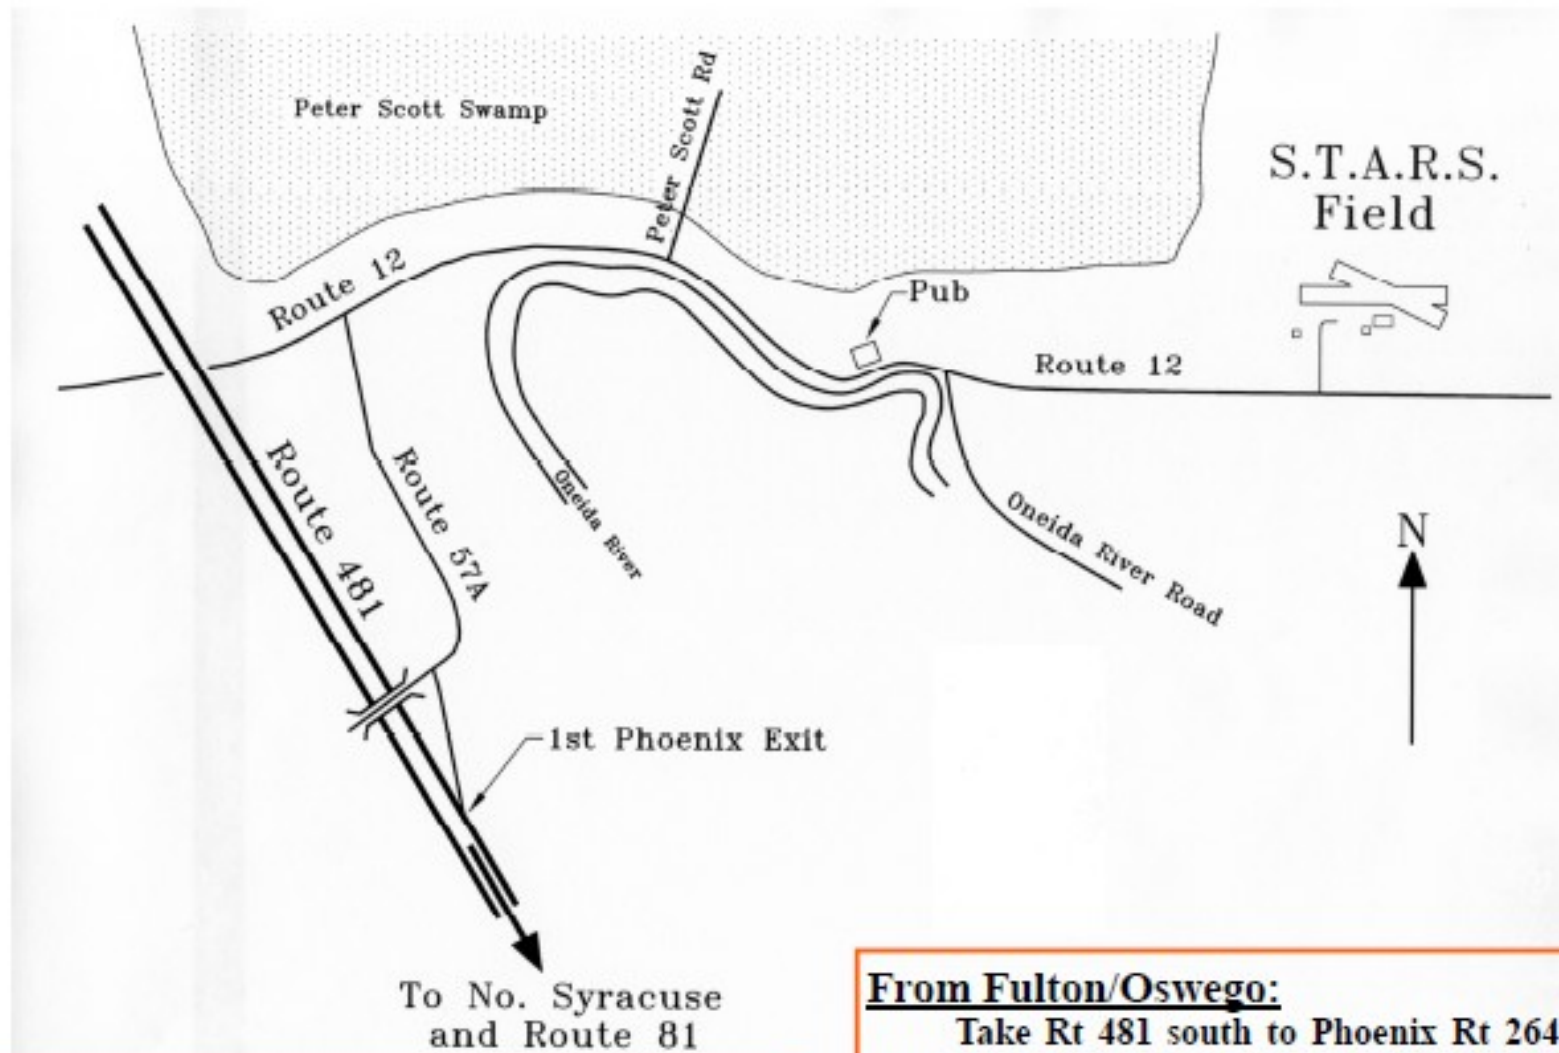 Peter Scott Swamp
Peter Scott Rd
S.T.A.R.S.
Field
Route 12
Pub
Route 12
Route 481
Route 57A
Oneida River
Oneida River Road
N
1st Phoenix Exit
To No. Syracuse
and Route 81
From Fulton/Oswego:
Take Rt 481 south to Phoenix Rt 264